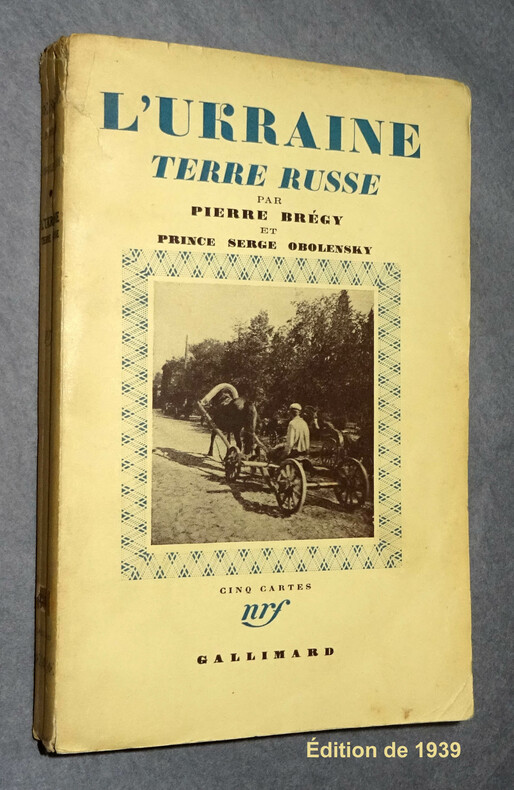 L'UKRAINE
TERRE RUSSE
PAR
PIERRE BRÉGY
ET
PRINCE SERGE OBOLENSKY
CINQ CARTES
nrf
GALLIMARD
Édition de 1939